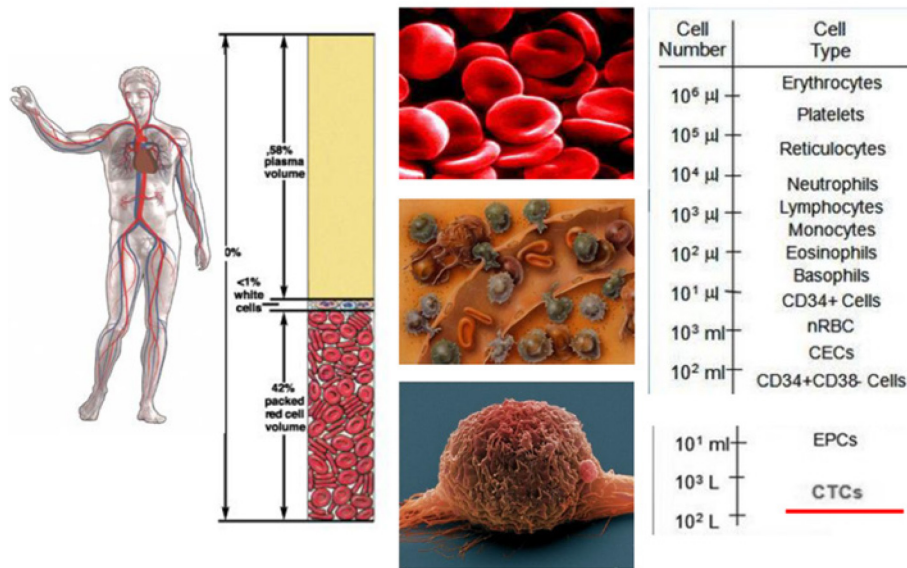 ,58%
plasma
volume
0%
<1%
white
cells
42%
packed
red cell
volume
Cell Number Cell Type
Erythrocytes
10⁶ µl
Platelets
10⁵ µl
Reticulocytes
10⁴ µl
Neutrophils
Lymphocytes
10³ µl
Monocytes
Eosinophils
10² µl
Basophils
10¹ µl
CD34+ Cells
nRBC
10³ ml
CECs
10² ml
CD34+CD38- Cells
10¹ ml EPCs
10³ L
CTCs
10² L